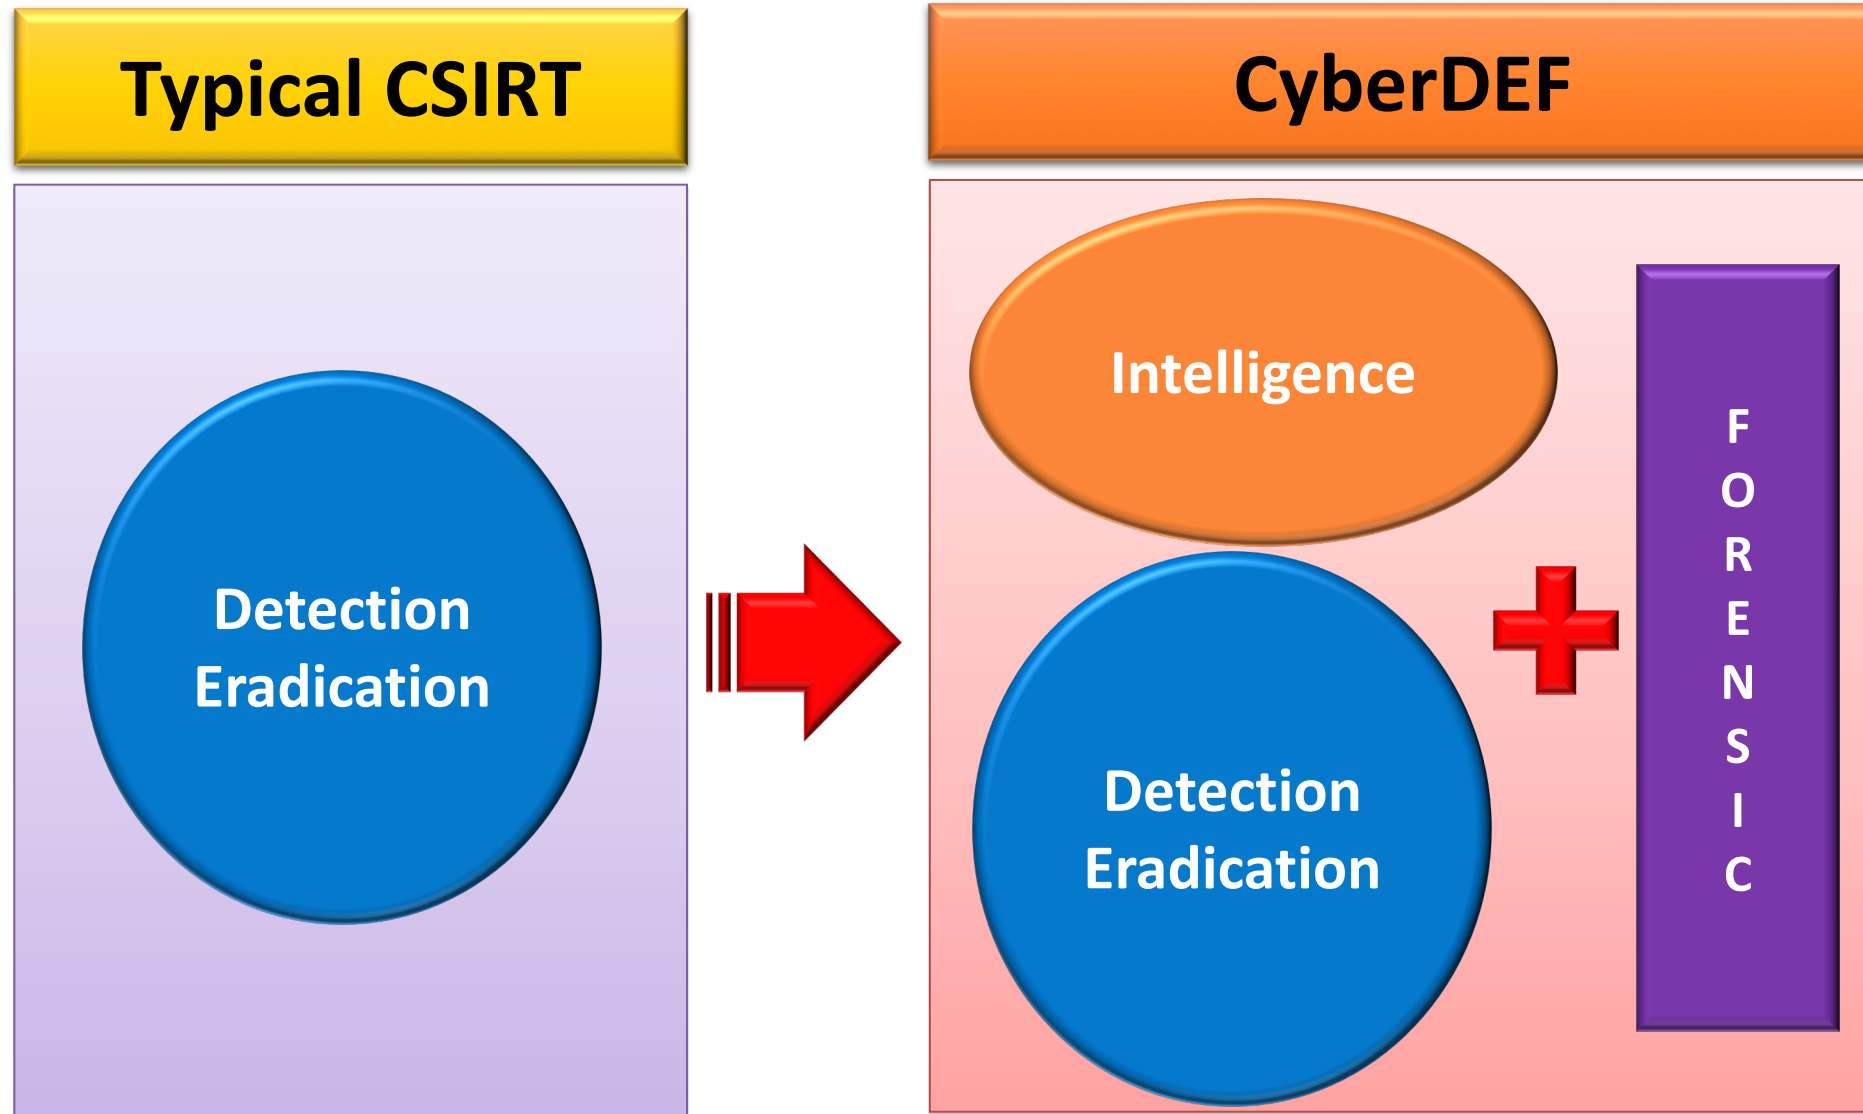 Typical CSIRT
Detection
Eradication
CyberDEF
Intelligence
Detection
Eradication
F
O
R
E
N
S
I
C